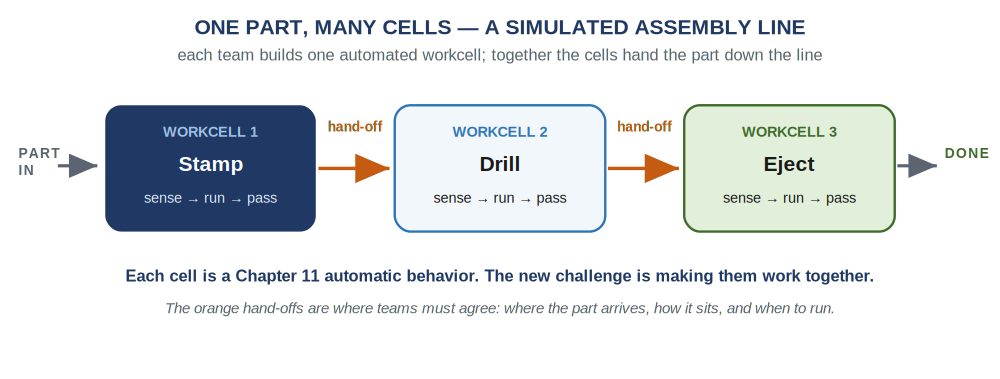 ONE PART, MANY CELLS — A SIMULATED ASSEMBLY LINE
each team builds one automated workcell; together the cells hand the part down the line
PART
IN
WORKCELL 1
Stamp
sense → run → pass
hand-off
WORKCELL 2
Drill
sense → run → pass
hand-off
WORKCELL 3
Eject
sense → run → pass
DONE
Each cell is a Chapter 11 automatic behavior. The new challenge is making them work together.
The orange hand-offs are where teams must agree: where the part arrives, how it sits, and when to run.